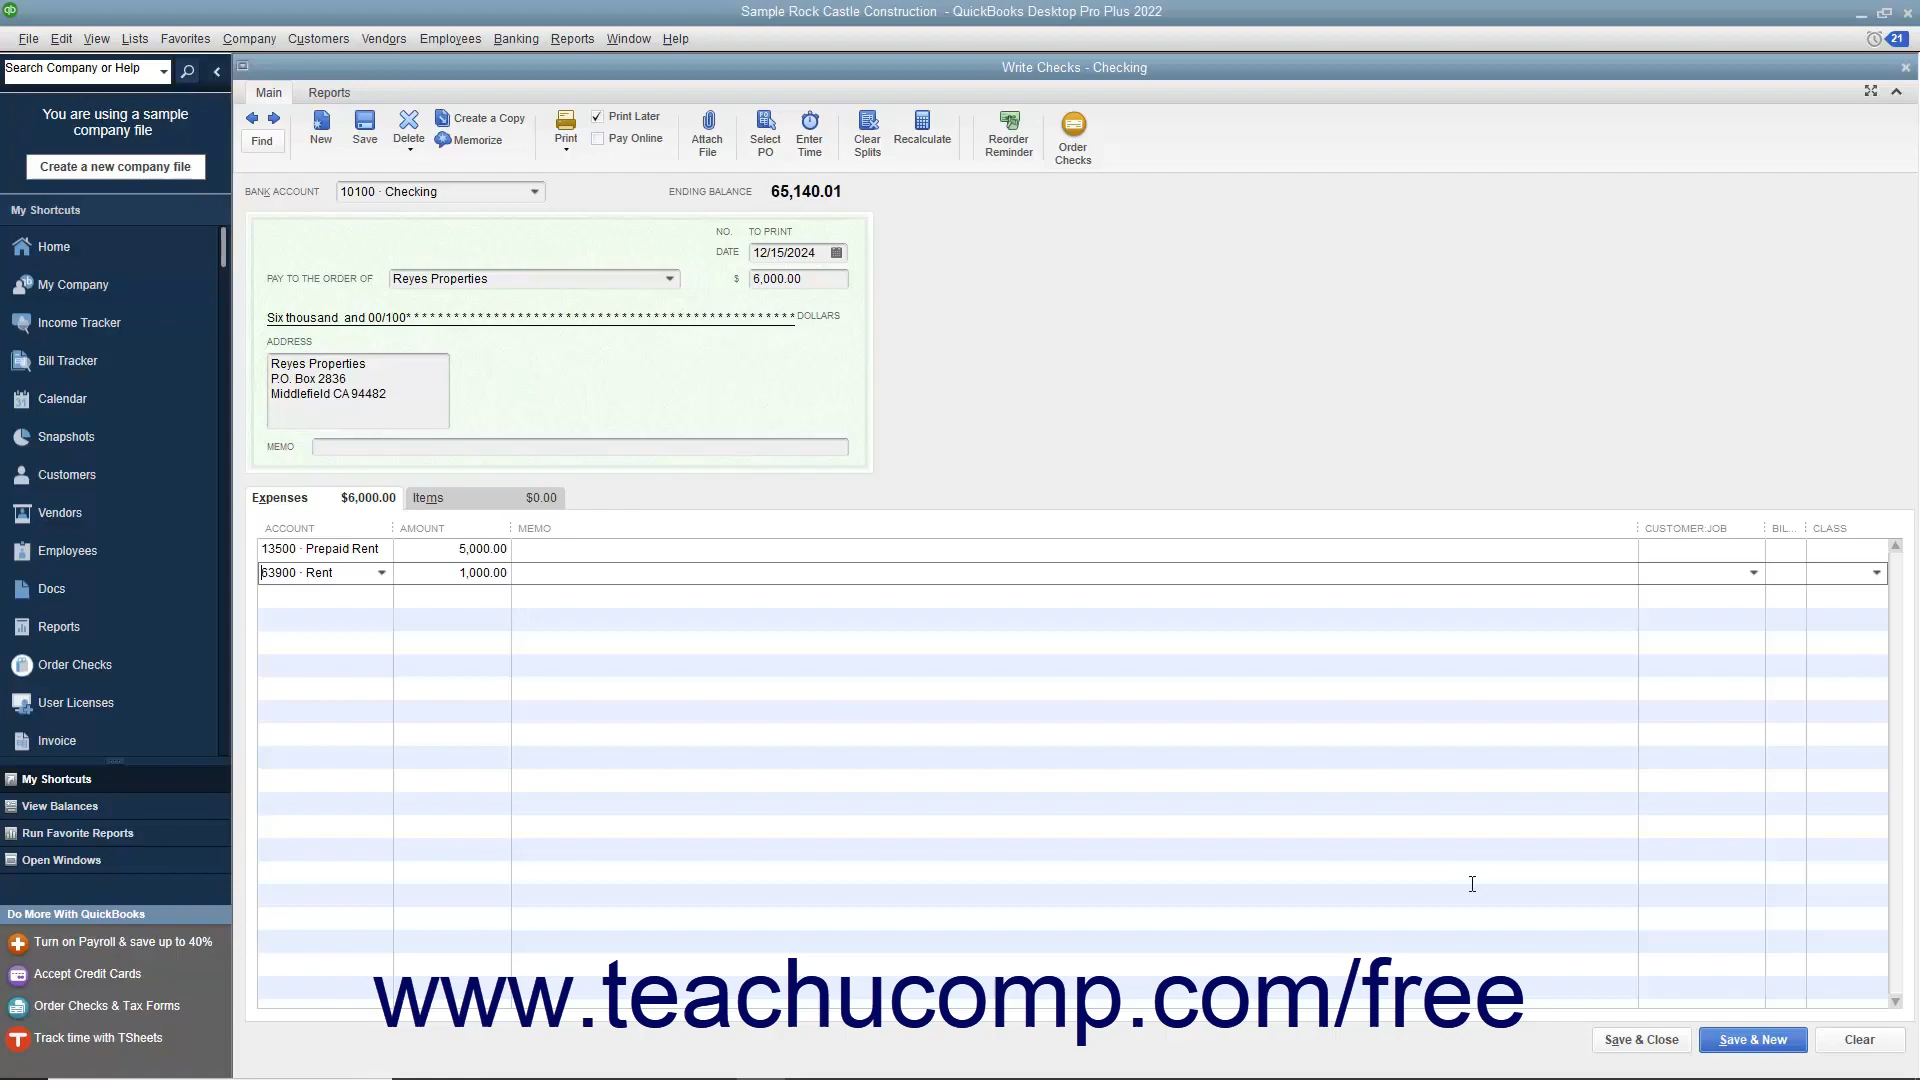 Sample Rock Castle Construction - QuickBooks Desktop Pro Plus 2022
File Edit View Lists Favorites Company Customers Vendors Employees Banking Reports Window Help
21
Search Company or Help
Write Checks - Checking
You are using a sample
company file
Create a new company file
Main Reports
Find
New
Save
Delete
Create a Copy
Memorize
Print
Print Later
Pay Online
Attach
File
Select
PO
Enter
Time
Clear
Splits
Recalculate
Reorder
Reminder
Order
Checks
BANK ACCOUNT 10100 · Checking ENDING BALANCE 65,140.01
NO. TO PRINT
DATE 12/15/2024
PAY TO THE ORDER OF Reyes Properties $ 6,000.00
Six thousand and 00/100* * * * * * * * * * * * * * * * * * * * * * * * * * * * * * * * * * * * * * * * * * * * * * * * * DOLLARS
ADDRESS
Reyes Properties
P.O. Box 2836
Middlefield CA 94482
MEMO
Expenses $6,000.00 Items $0.00
ACCOUNT AMOUNT MEMO CUSTOMER:JOB BIL... CLASS
13500 · Prepaid Rent 5,000.00
63900 · Rent 1,000.00
My Shortcuts
Home
My Company
Income Tracker
Bill Tracker
Calendar
Snapshots
Customers
Vendors
Employees
Docs
Reports
Order Checks
User Licenses
Invoice
My Shortcuts
View Balances
Run Favorite Reports
Open Windows
Do More With QuickBooks
Turn on Payroll & save up to 40%
Accept Credit Cards
Order Checks & Tax Forms
Track time with TSheets
www.teachucomp.com/free
Save & Close Save & New Clear